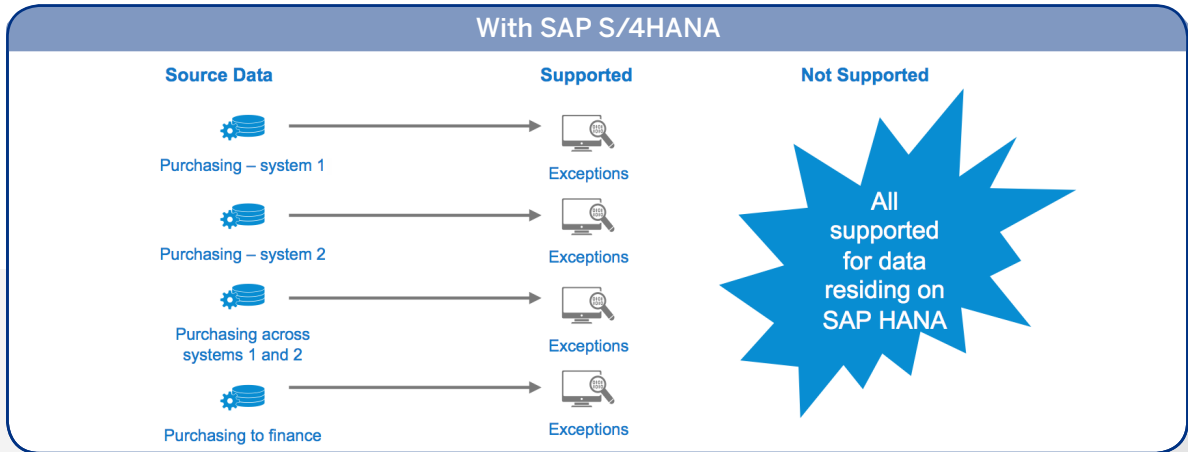 With SAP S/4HANA
Source Data
Supported
Not Supported
Purchasing – system 1
Exceptions
Purchasing – system 2
Exceptions
Purchasing across
systems 1 and 2
Exceptions
Purchasing to finance
Exceptions
All
supported
for data
residing on
SAP HANA